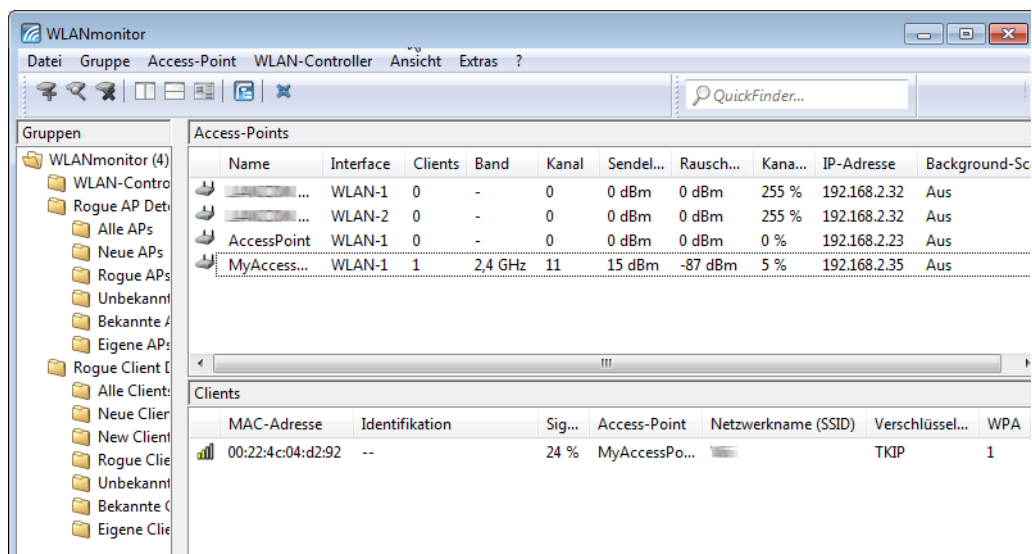 WLANmonitor
Datei Gruppe Access-Point WLAN-Controller Ansicht Extras ?
QuickFinder...
Gruppen
WLANmonitor (4)
WLAN-Contro
Rogue AP Dete
Alle APs
Neue APs
Rogue APs
Unbekannt
Bekannte A
Eigene APs
Rogue Client D
Alle Clients
Neue Clien
New Client
Rogue Clie
Unbekannt
Bekannte C
Eigene Clie
Access-Points
Name Interface Clients Band Kanal Sendel... Rausch... Kana... IP-Adresse Background-Sc
... WLAN-1 0 - 0 0 dBm 0 dBm 255 % 192.168.2.32 Aus
... WLAN-2 0 - 0 0 dBm 0 dBm 255 % 192.168.2.32 Aus
AccessPoint WLAN-1 0 - 0 0 dBm 0 dBm 0 % 192.168.2.23 Aus
MyAccess... WLAN-1 1 2,4 GHz 11 15 dBm -87 dBm 5 % 192.168.2.35 Aus
Clients
MAC-Adresse Identifikation Sig... Access-Point Netzwerkname (SSID) Verschlüssel... WPA
00:22:4c:04:d2:92 -- 24 % MyAccessPo... TKIP 1